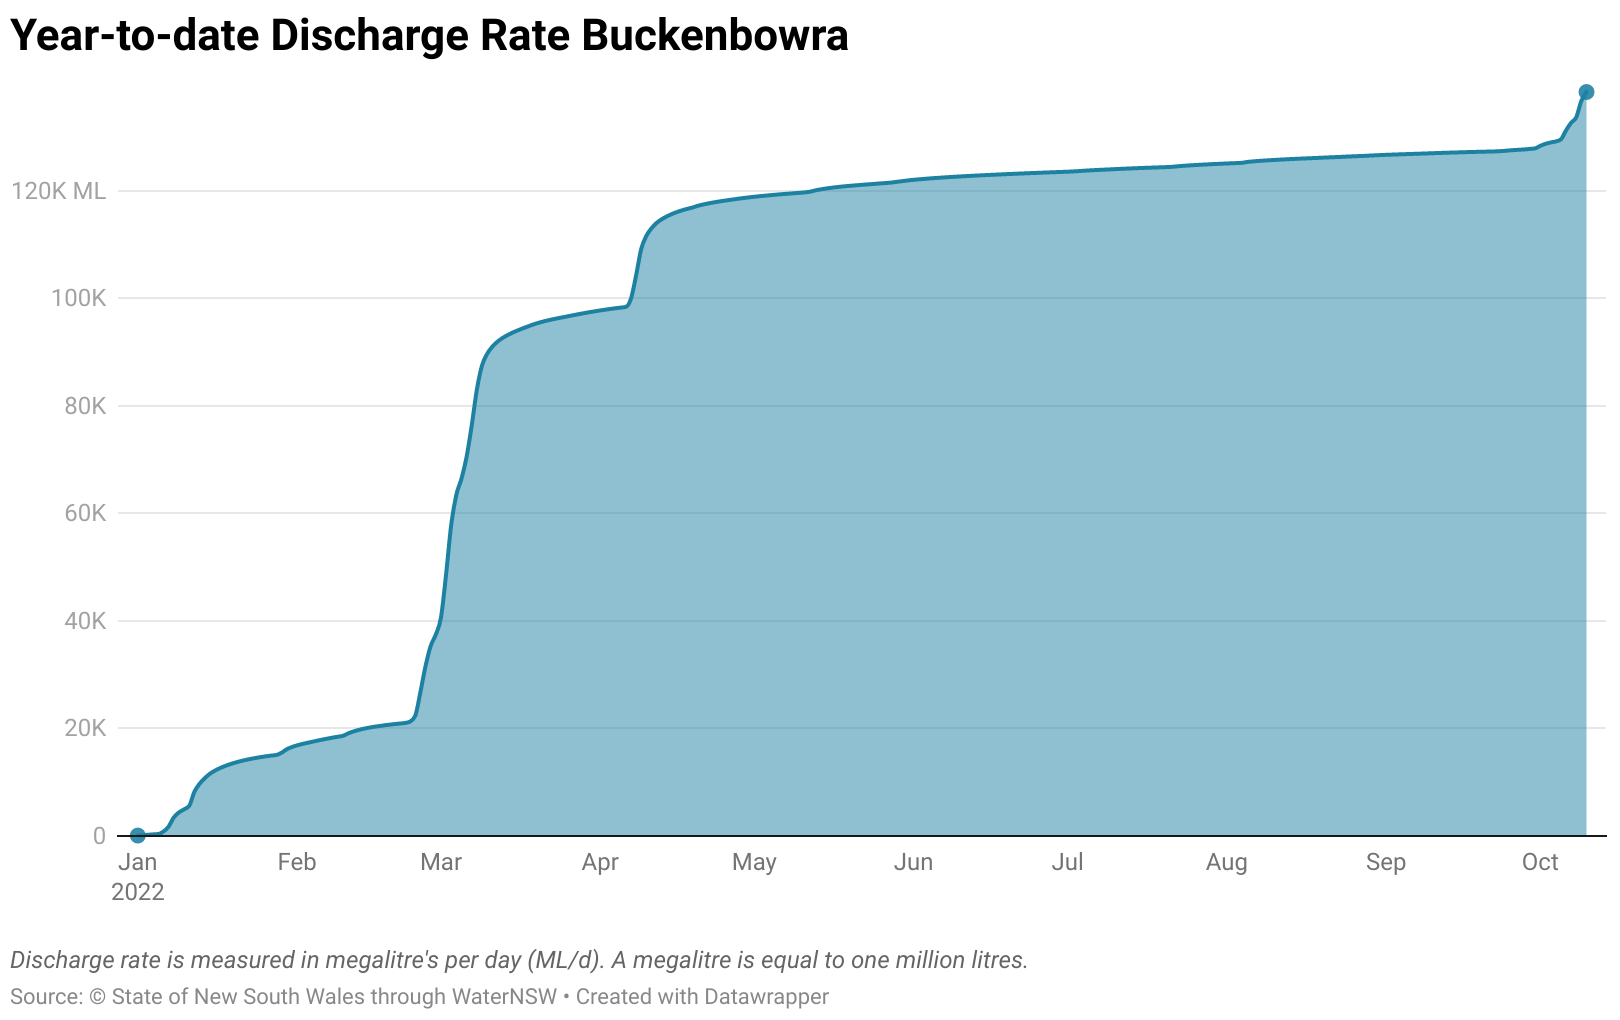 Year-to-date Discharge Rate Buckenbowra
120K ML
100K
80K
60K
40K
20K
0
Jan Feb Mar Apr May Jun Jul Aug Sep Oct
2022
Discharge rate is measured in megalitre's per day (ML/d). A megalitre is equal to one million litres.
Source: © State of New South Wales through WaterNSW • Created with Datawrapper